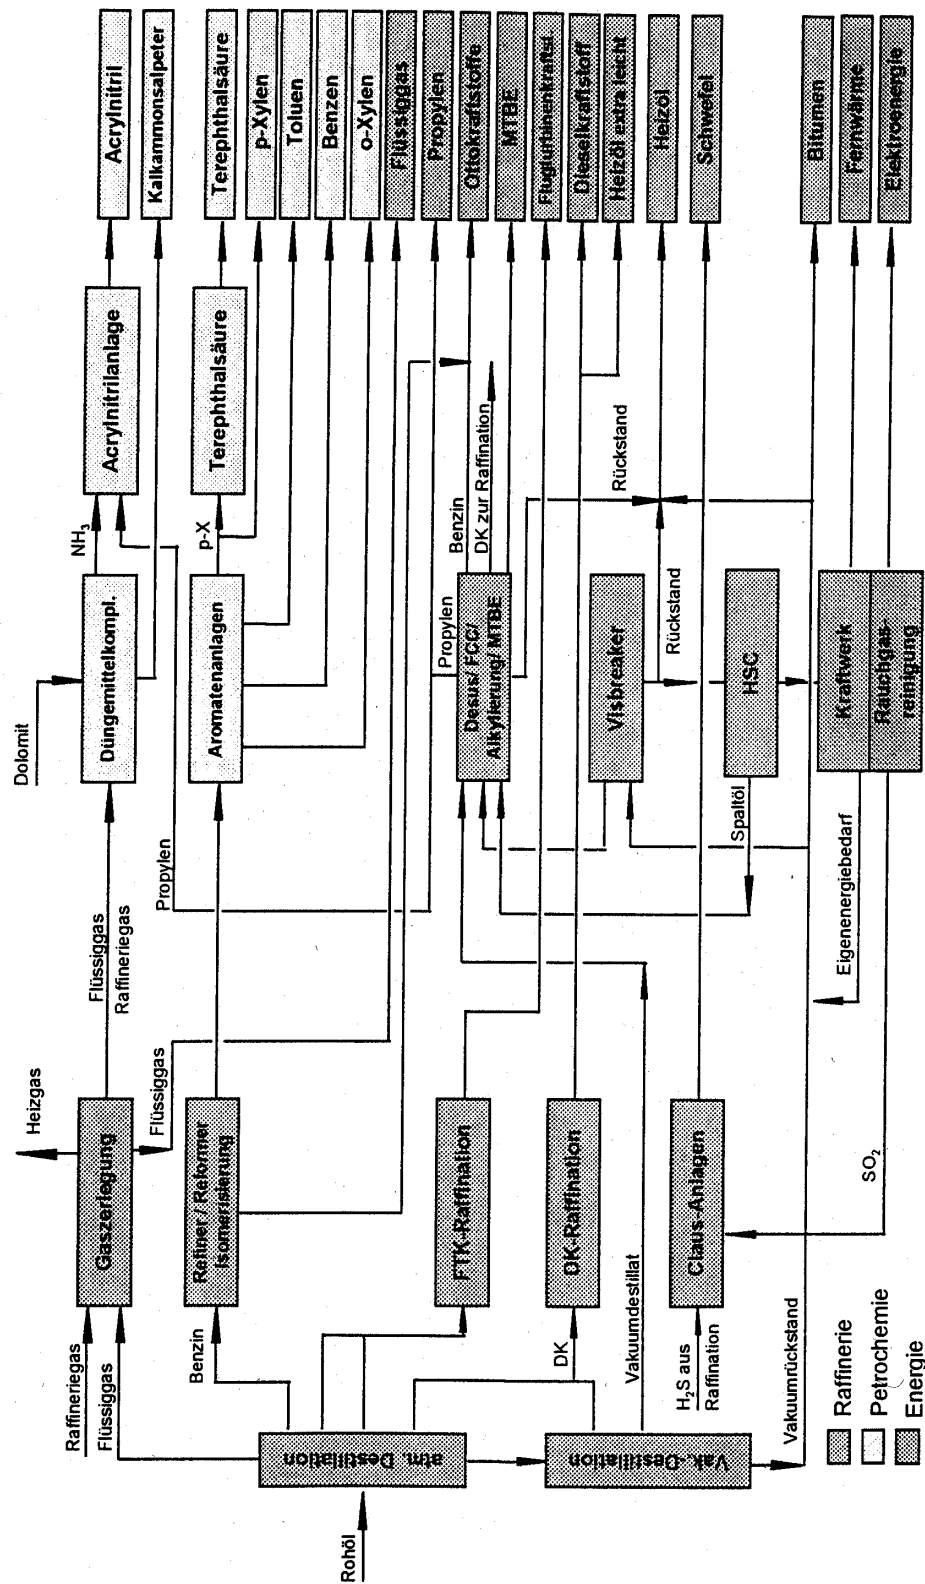 Rohöl
Raffineriegas
Flüssiggas
atm. Destillation
Vak.-Destillation
Benzin
DK
Vakuumdestillat
H₂S aus
Raffination
Vakuumrückstand
Heizgas
Gaszerlegung
Flüssiggas
Refiner / Reformer
Isomerisierung
FTK-Raffination
DK-Raffination
Claus-Anlagen
SO₂
Flüssiggas
Raffineriegas
Propylen
Eigenenergiebedarf
Spaltöl
Dolomit
Düngemittelkompl.
Aromatenanlagen
Propylen
Desus/ FCC/
Alkylierung/ MTBE
Visbreaker
HSC
Kraftwerk
Rauchgas-
reinigung
NH₃
p-X
Benzin
DK zur Raffination
Rückstand
Rückstand
Acrylnitrilanlage
Terephthalsäure
Acrylnitril
Kalkammonsalpeter
Terephthalsäure
p-Xylen
Toluen
Benzen
o-Xylen
Flüssiggas
Propylen
Ottokraftstoffe
MTBE
Flugturbinenkraftst.
Dieselkraftstoff
Heizöl extra leicht
Heizöl
Schwefel
Bitumen
Fernwärme
Elektroenergie
Raffinerie
Petrochemie
Energie